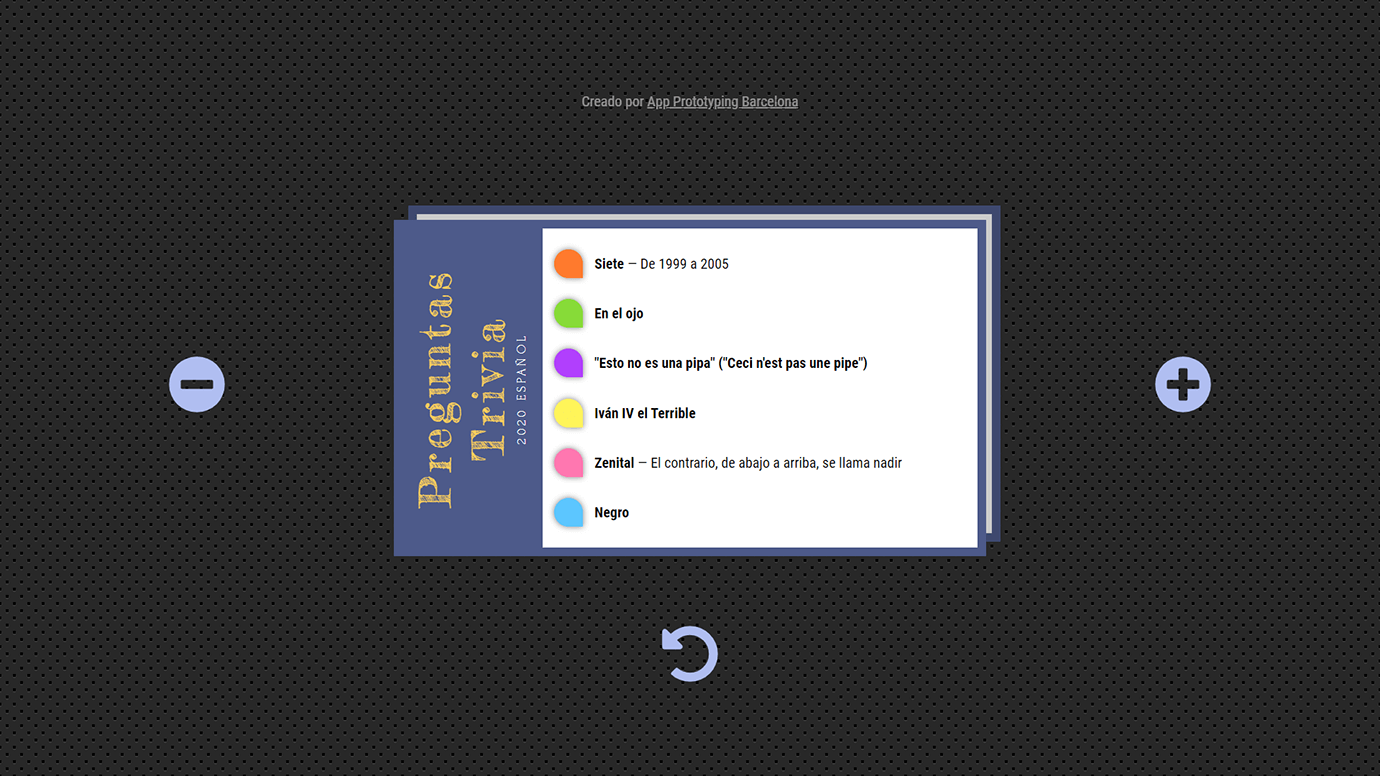 Creado por App Prototyping Barcelona
Preguntas
Trivia
2020 ESPAÑOL
Siete — De 1999 a 2005
En el ojo
"Esto no es una pipa" ("Ceci n'est pas une pipe")
Iván IV el Terrible
Zenital — El contrario, de abajo a arriba, se llama nadir
Negro